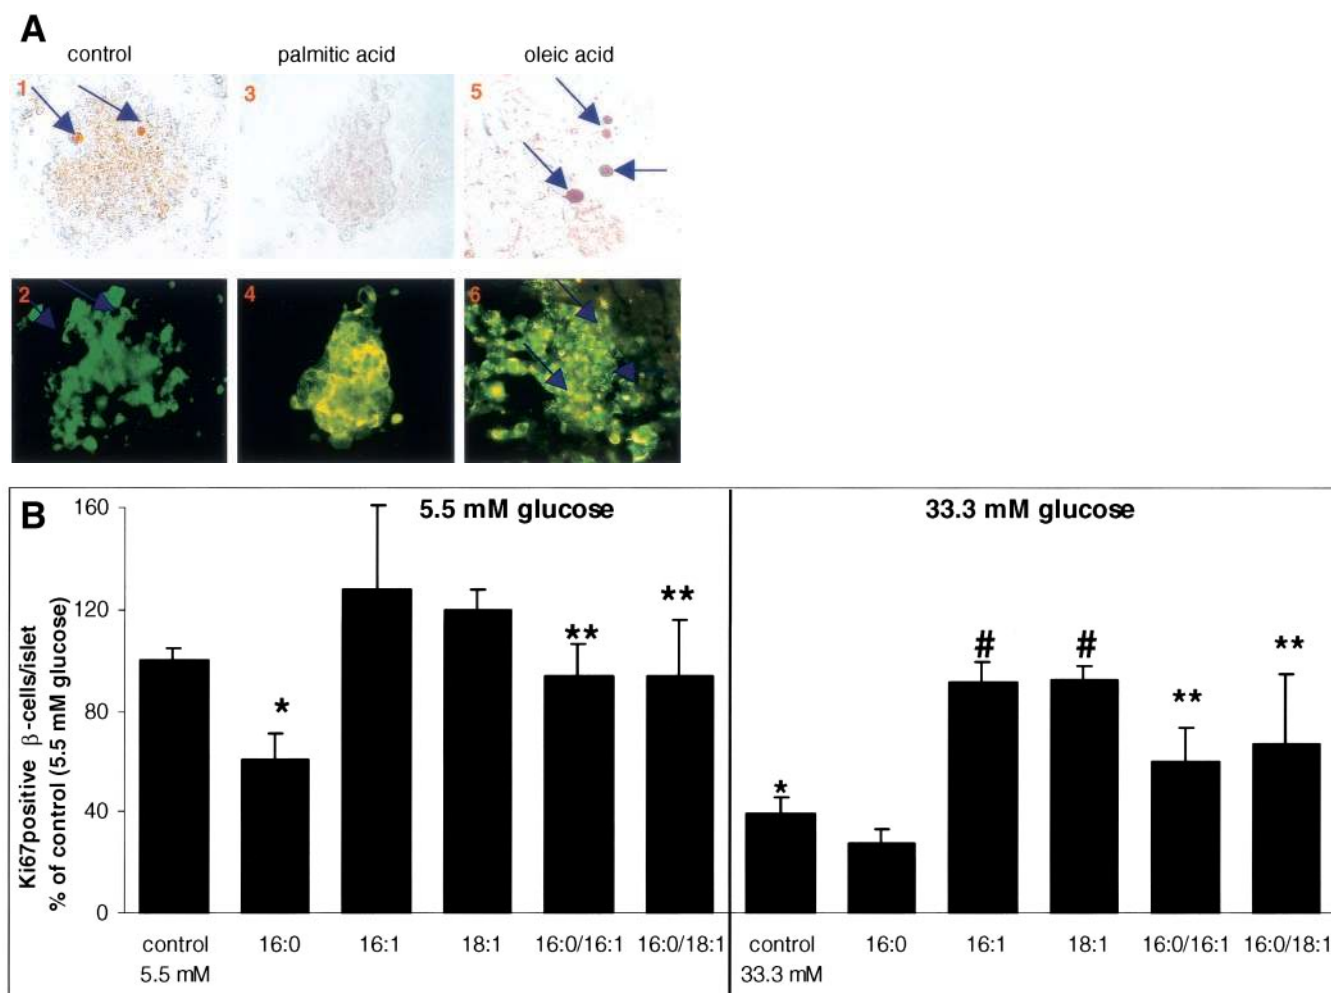 A
control palmitic acid oleic acid
1 3 5
2 4 6
B 5.5 mM glucose 33.3 mM glucose
Ki67positive β-cells/islet
% of control (5.5 mM glucose)
160
120
80
40
0
* ** ** * # # ** **
control 16:0 16:1 18:1 16:0/16:1 16:0/18:1 control 16:0 16:1 18:1 16:0/16:1 16:0/18:1
5.5 mM 33.3 mM